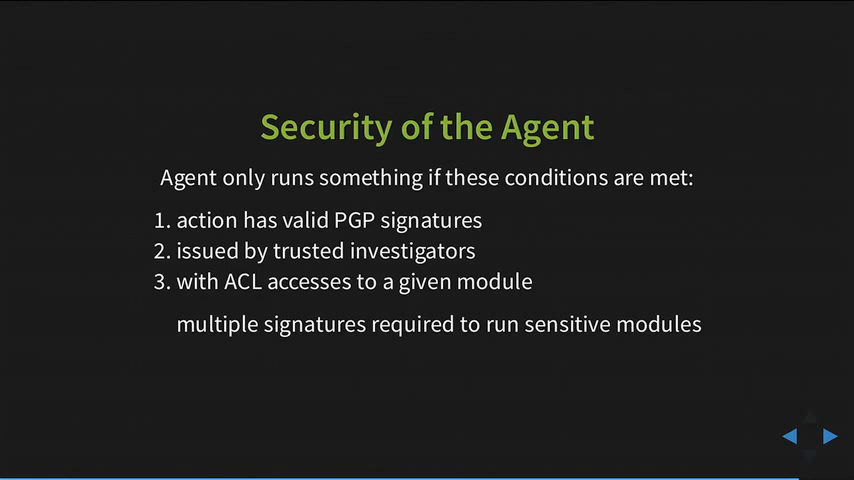 Security of the Agent
Agent only runs something if these conditions are met:
1. action has valid PGP signatures
2. issued by trusted investigators
3. with ACL accesses to a given module
multiple signatures required to run sensitive modules